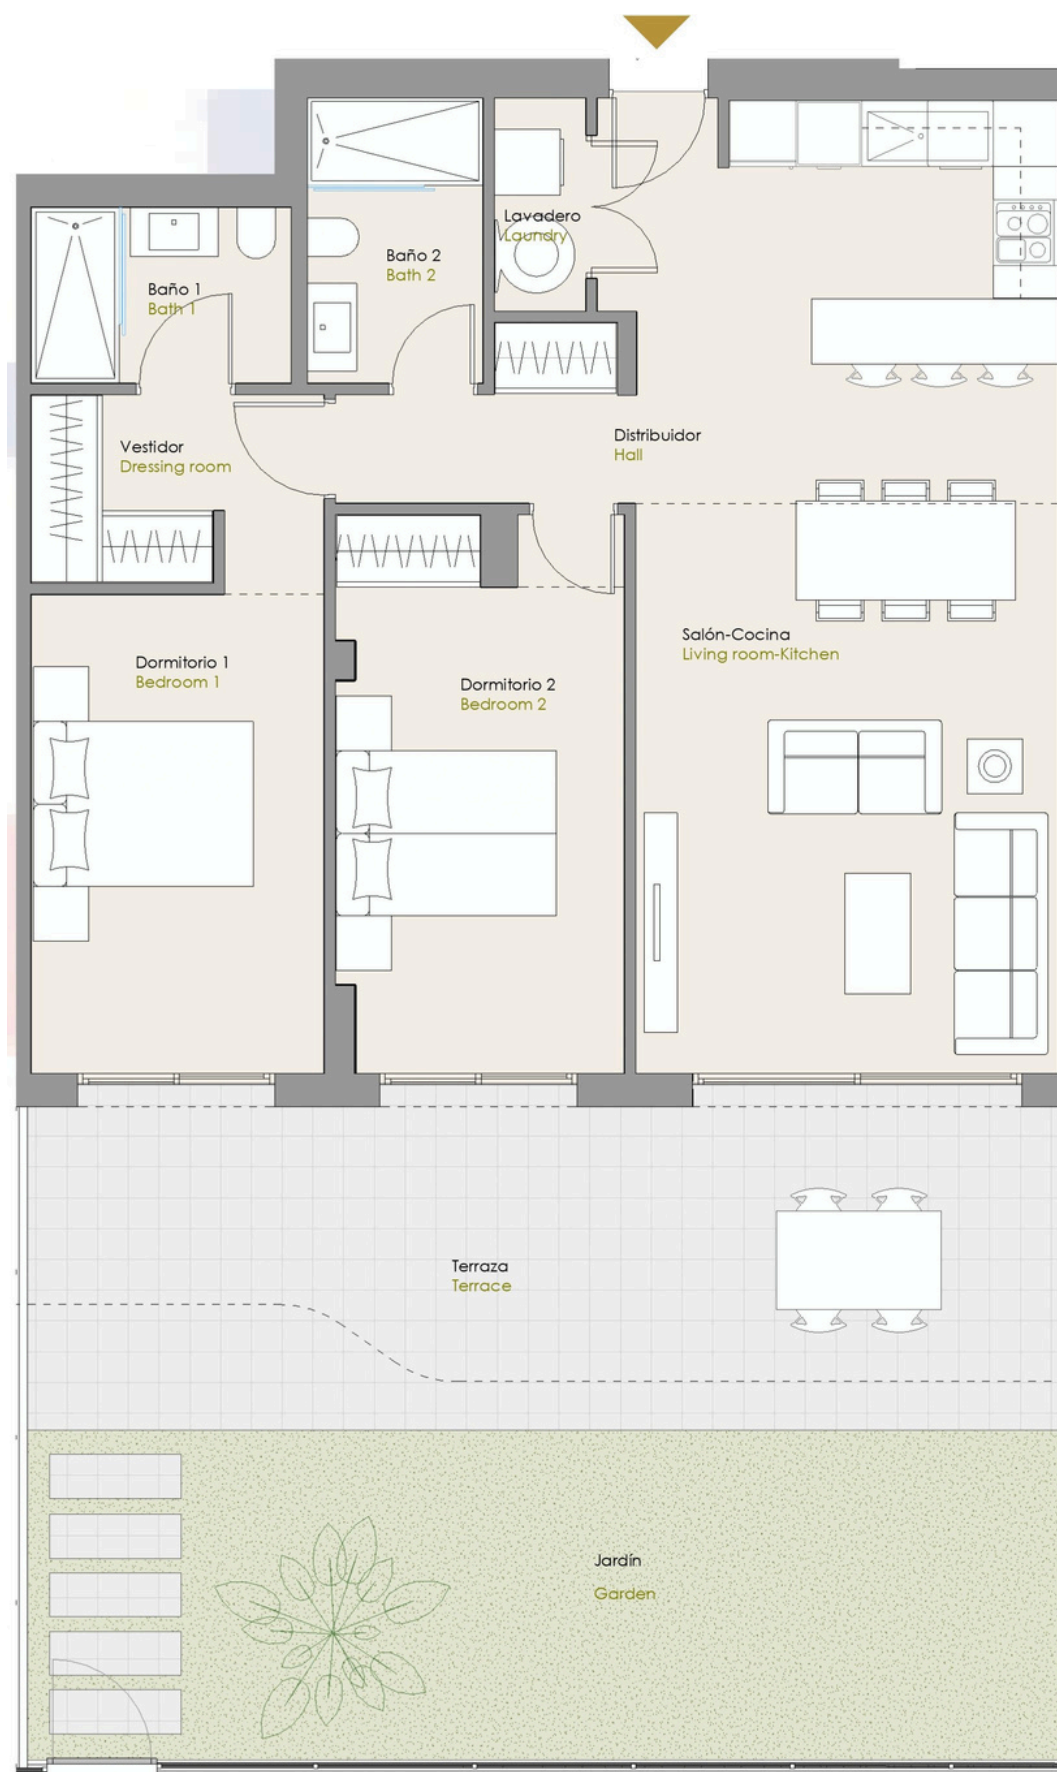 Lavadero
Laundry
Baño 2
Bath 2
Baño 1
Bath 1
Distribuidor
Hall
Vestidor
Dressing room
Salón-Cocina
Living room-Kitchen
Dormitorio 1
Bedroom 1
Dormitorio 2
Bedroom 2
Terraza
Terrace
Jardín
Garden